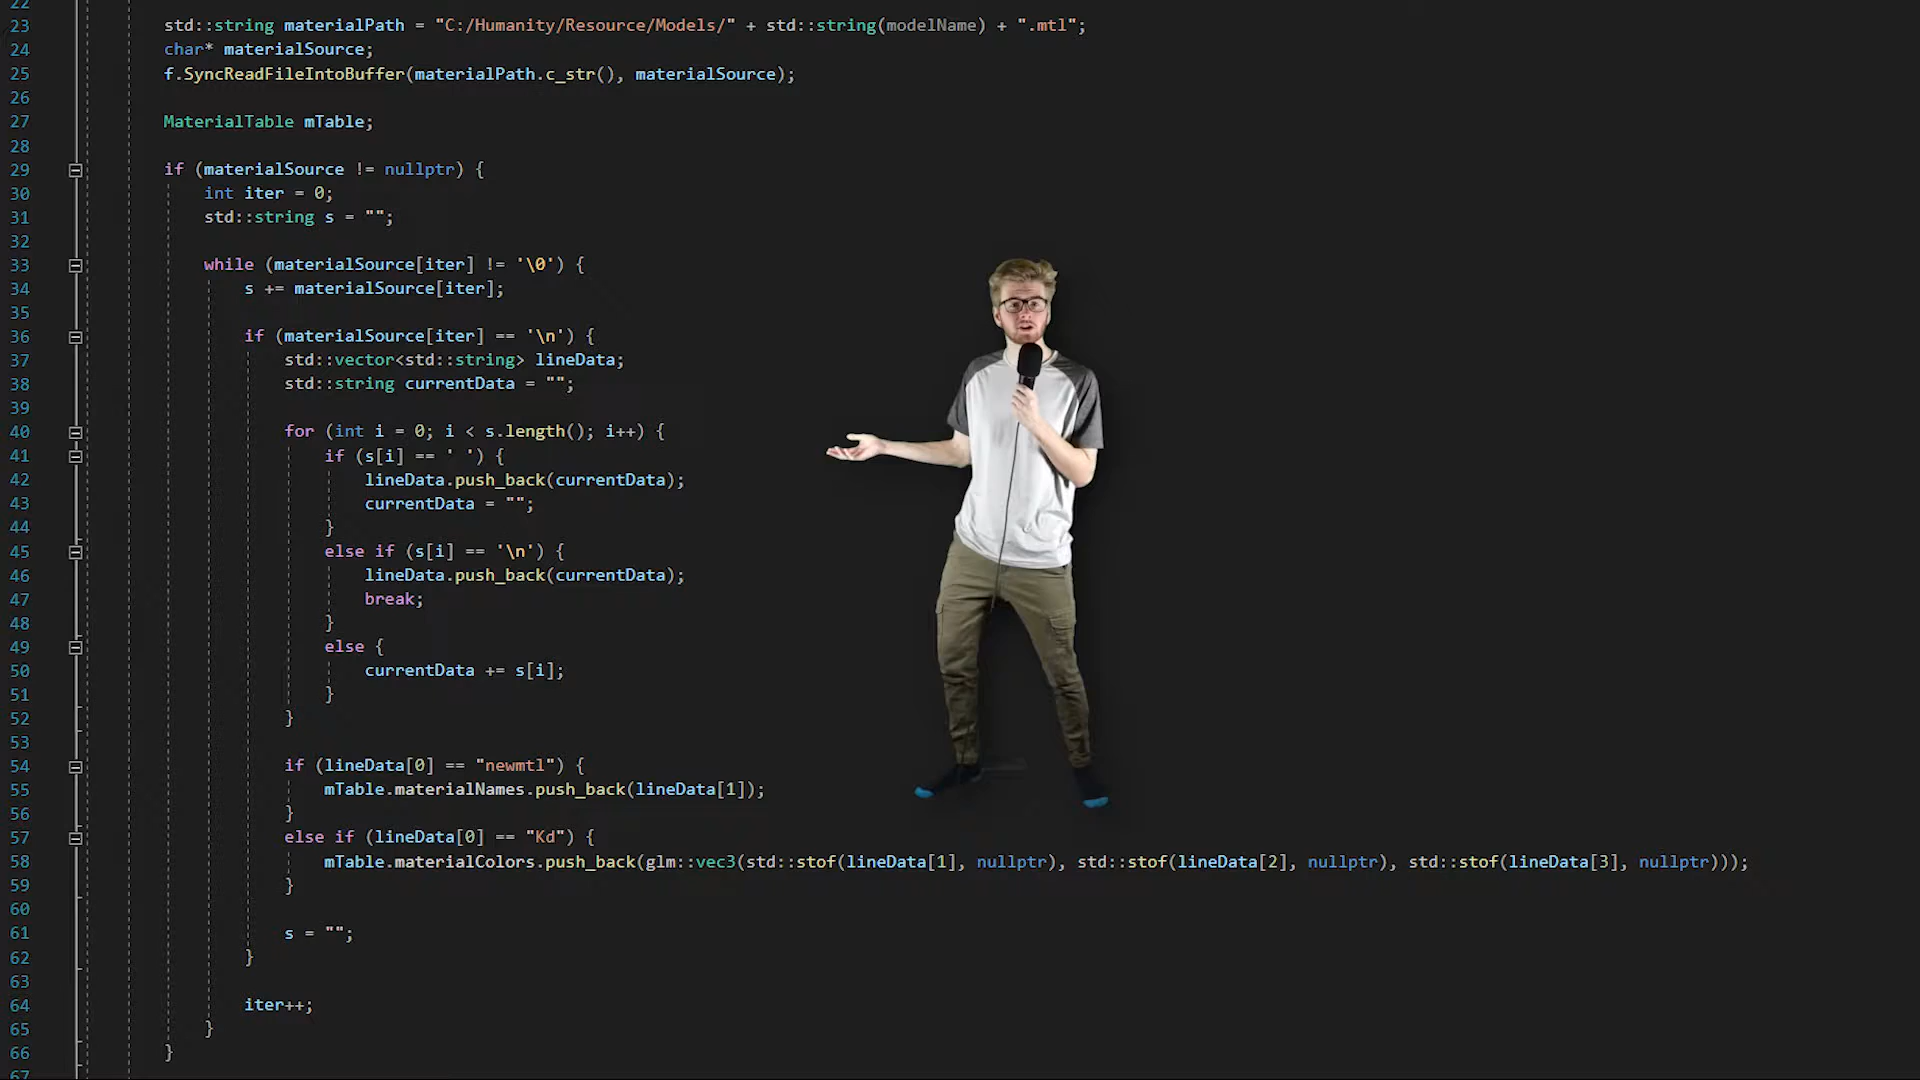 22
23 std::string materialPath = "C:/Humanity/Resource/Models/" + std::string(modelName) + ".mtl";
24 char* materialSource;
25 f.SyncReadFileIntoBuffer(materialPath.c_str(), materialSource);
26
27 MaterialTable mTable;
28
29 if (materialSource != nullptr) {
30 int iter = 0;
31 std::string s = "";
32
33 while (materialSource[iter] != '\0') {
34 s += materialSource[iter];
35
36 if (materialSource[iter] == '\n') {
37 std::vector<std::string> lineData;
38 std::string currentData = "";
39
40 for (int i = 0; i < s.length(); i++) {
41 if (s[i] == ' ') {
42 lineData.push_back(currentData);
43 currentData = "";
44 }
45 else if (s[i] == '\n') {
46 lineData.push_back(currentData);
47 break;
48 }
49 else {
50 currentData += s[i];
51 }
52 }
53
54 if (lineData[0] == "newmtl") {
55 mTable.materialNames.push_back(lineData[1]);
56 }
57 else if (lineData[0] == "Kd") {
58 mTable.materialColors.push_back(glm::vec3(std::stof(lineData[1], nullptr), std::stof(lineData[2], nullptr), std::stof(lineData[3], nullptr)));
59 }
60
61 s = "";
62 }
63
64 iter++;
65 }
66 }
67